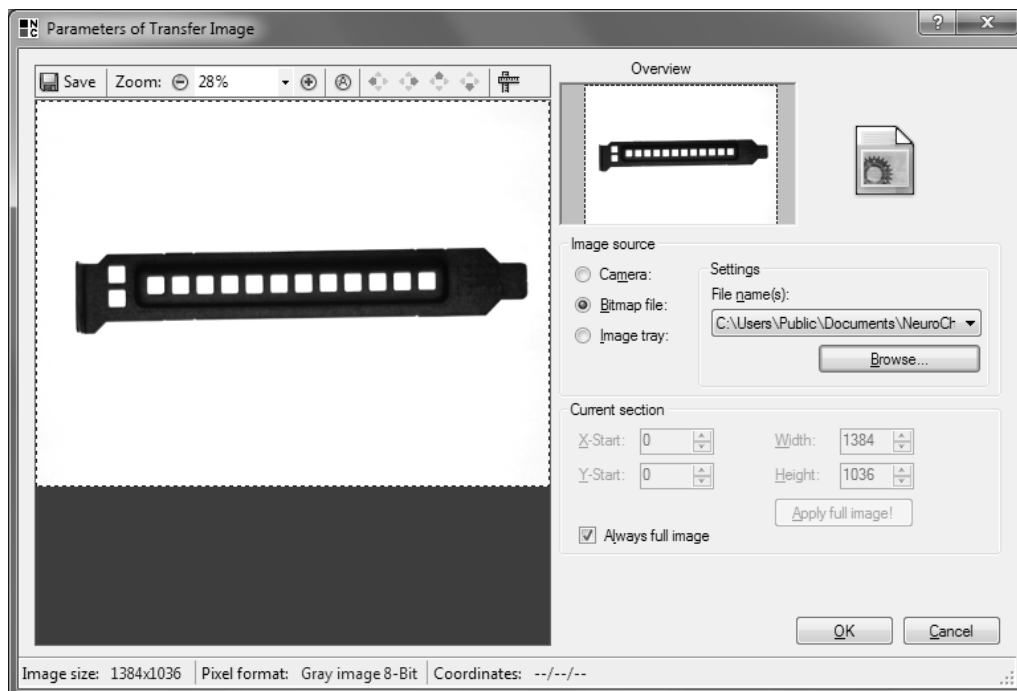 NC
Parameters of Transfer Image
?
X
Save
Zoom:
28%
Overview
Image source
Camera:
Bitmap file:
Image tray:
Settings
File name(s):
C:\Users\Public\Documents\NeuroCh
Browse...
Current section
X-Start: 0
Width: 1384
Y-Start: 0
Height: 1036
Apply full image!
Always full image
OK
Cancel
Image size: 1384x1036 Pixel format: Gray image 8-Bit Coordinates: --/--/--